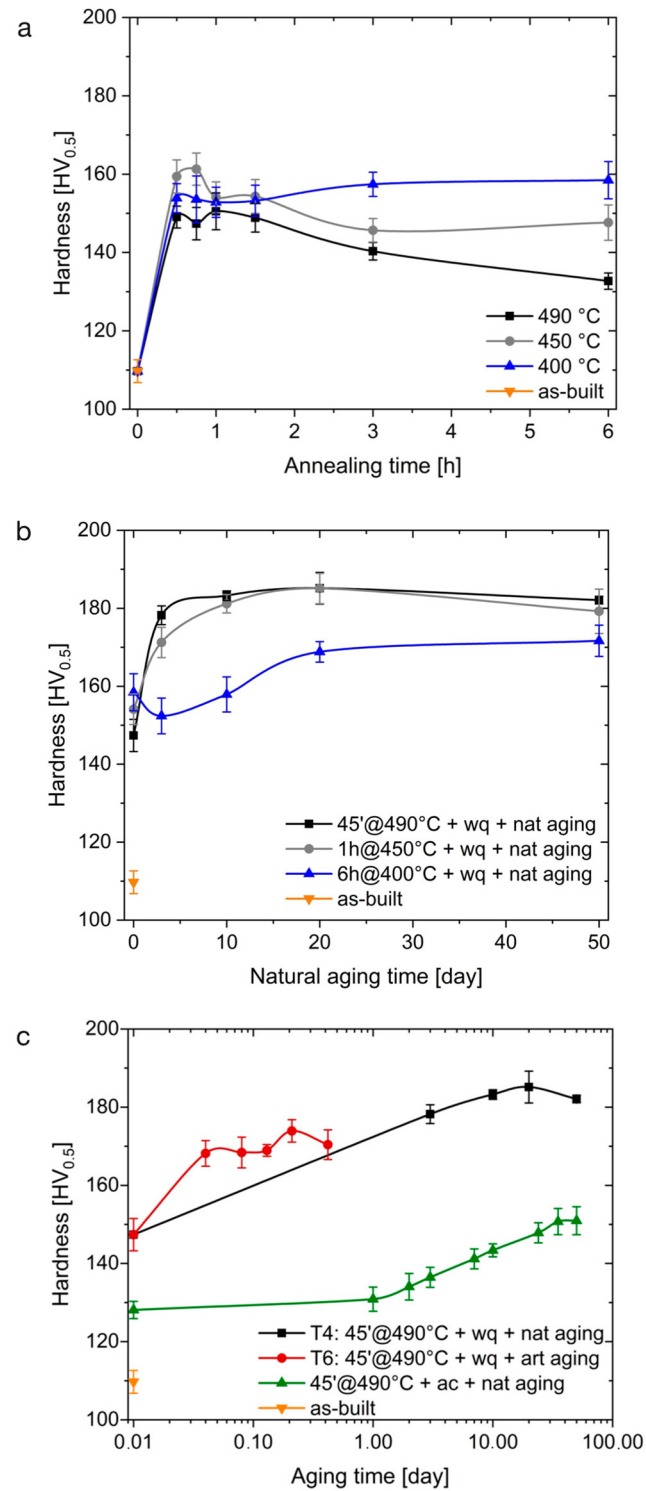 a
200
180
160
140
120
100
Hardness [HV0.5]
490 °C
450 °C
400 °C
as-built
0
1
2
3
4
5
6
Annealing time [h]
b
200
180
160
140
120
100
Hardness [HV0.5]
45'@490°C + wq + nat aging
1h@450°C + wq + nat aging
6h@400°C + wq + nat aging
as-built
0
10
20
30
40
50
Natural aging time [day]
c
200
180
160
140
120
100
Hardness [HV0.5]
T4: 45'@490°C + wq + nat aging
T6: 45'@490°C + wq + art aging
45'@490°C + ac + nat aging
as-built
0.01
0.10
1.00
10.00
100.00
Aging time [day]